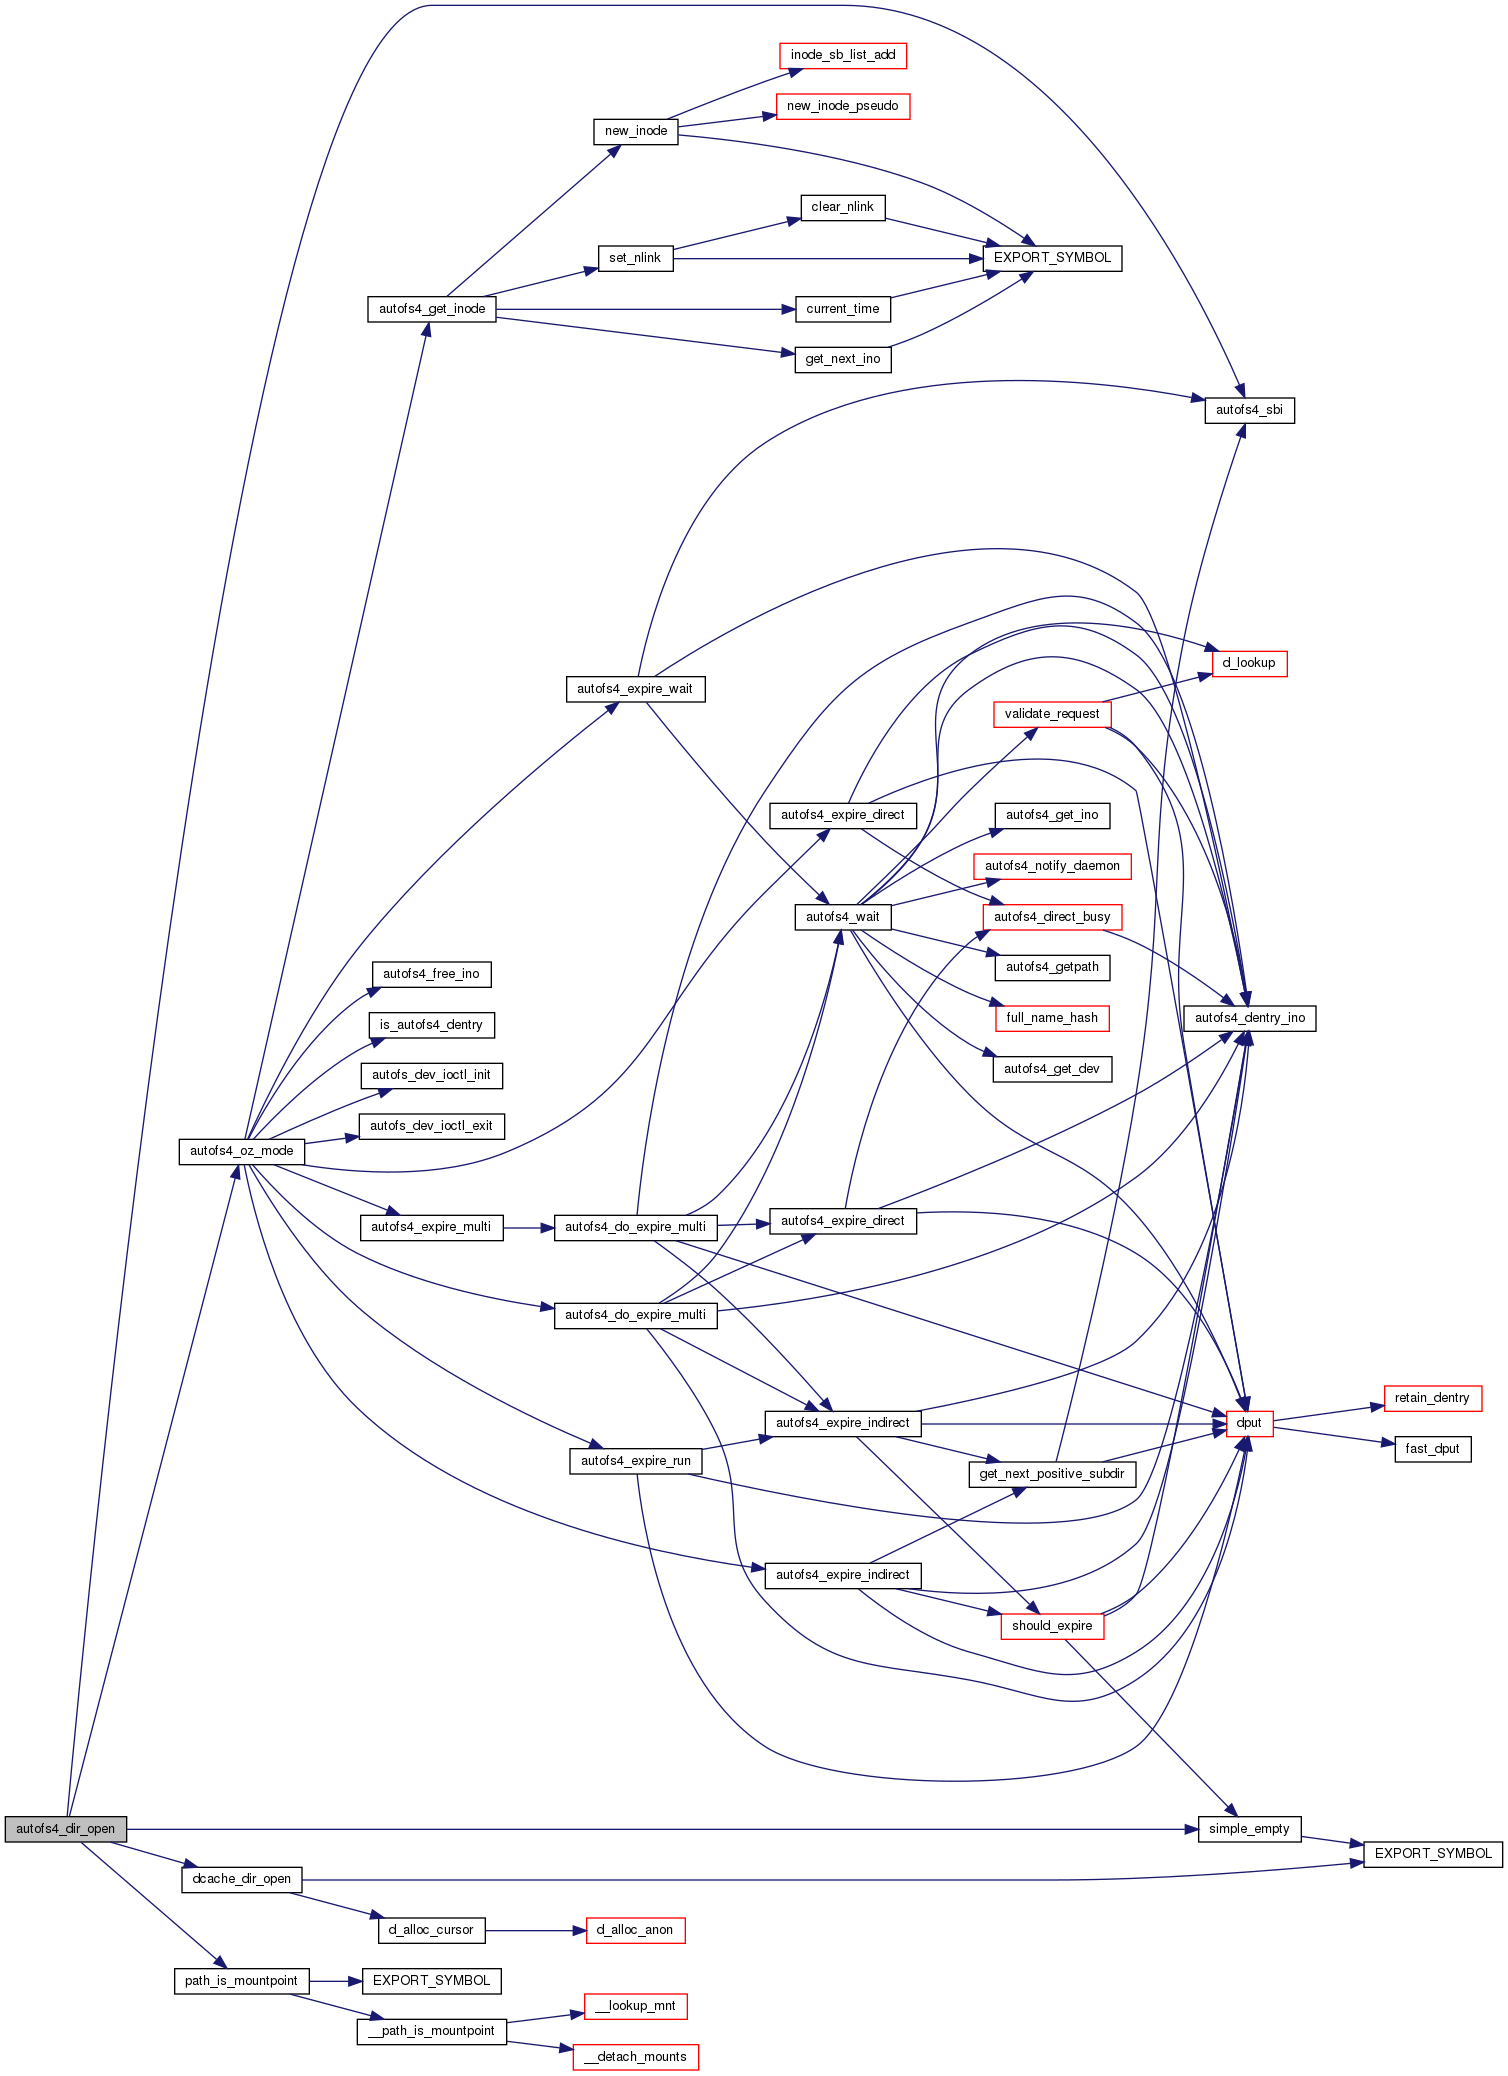 inode_sb_list_add
new_inode_pseudo
new_inode
clear_nlink
set_nlink
EXPORT_SYMBOL
autofs4_get_inode
current_time
get_next_ino
autofs4_sbi
d_lookup
autofs4_expire_wait
validate_request
autofs4_expire_direct
autofs4_get_ino
autofs4_notify_daemon
autofs4_wait
autofs4_direct_busy
autofs4_free_ino
autofs4_getpath
is_autofs4_dentry
full_name_hash
autofs4_dentry_ino
autofs_dev_ioctl_init
autofs4_get_dev
autofs_dev_ioctl_exit
autofs4_oz_mode
autofs4_expire_multi
autofs4_do_expire_multi
autofs4_expire_direct
autofs4_do_expire_multi
retain_dentry
autofs4_expire_indirect
dput
fast_dput
autofs4_expire_run
get_next_positive_subdir
autofs4_expire_indirect
should_expire
autofs4_dir_open
simple_empty
EXPORT_SYMBOL
dcache_dir_open
d_alloc_cursor
d_alloc_anon
path_is_mountpoint
EXPORT_SYMBOL
__lookup_mnt
__path_is_mountpoint
__detach_mounts